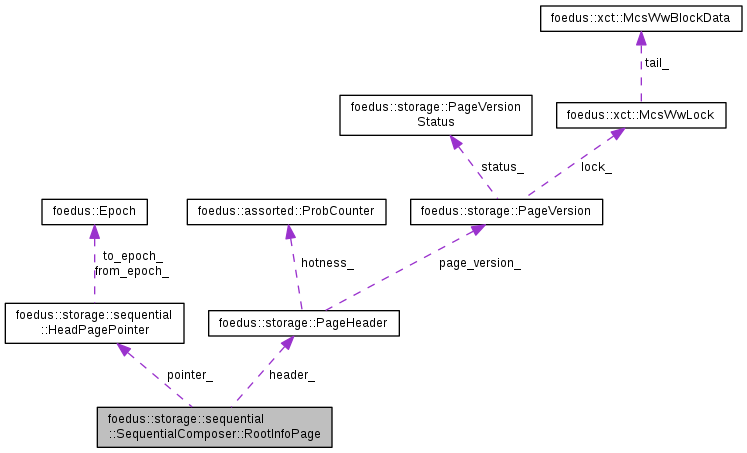 foedus::xct::McsWwBlockData
tail_
foedus::storage::PageVersion
Status
foedus::xct::McsWwLock
status_
lock_
foedus::Epoch
foedus::assorted::ProbCounter
foedus::storage::PageVersion
to_epoch_
from_epoch_
hotness_
page_version_
foedus::storage::sequential
::HeadPagePointer
foedus::storage::PageHeader
pointer_
header_
foedus::storage::sequential
::SequentialComposer::RootInfoPage